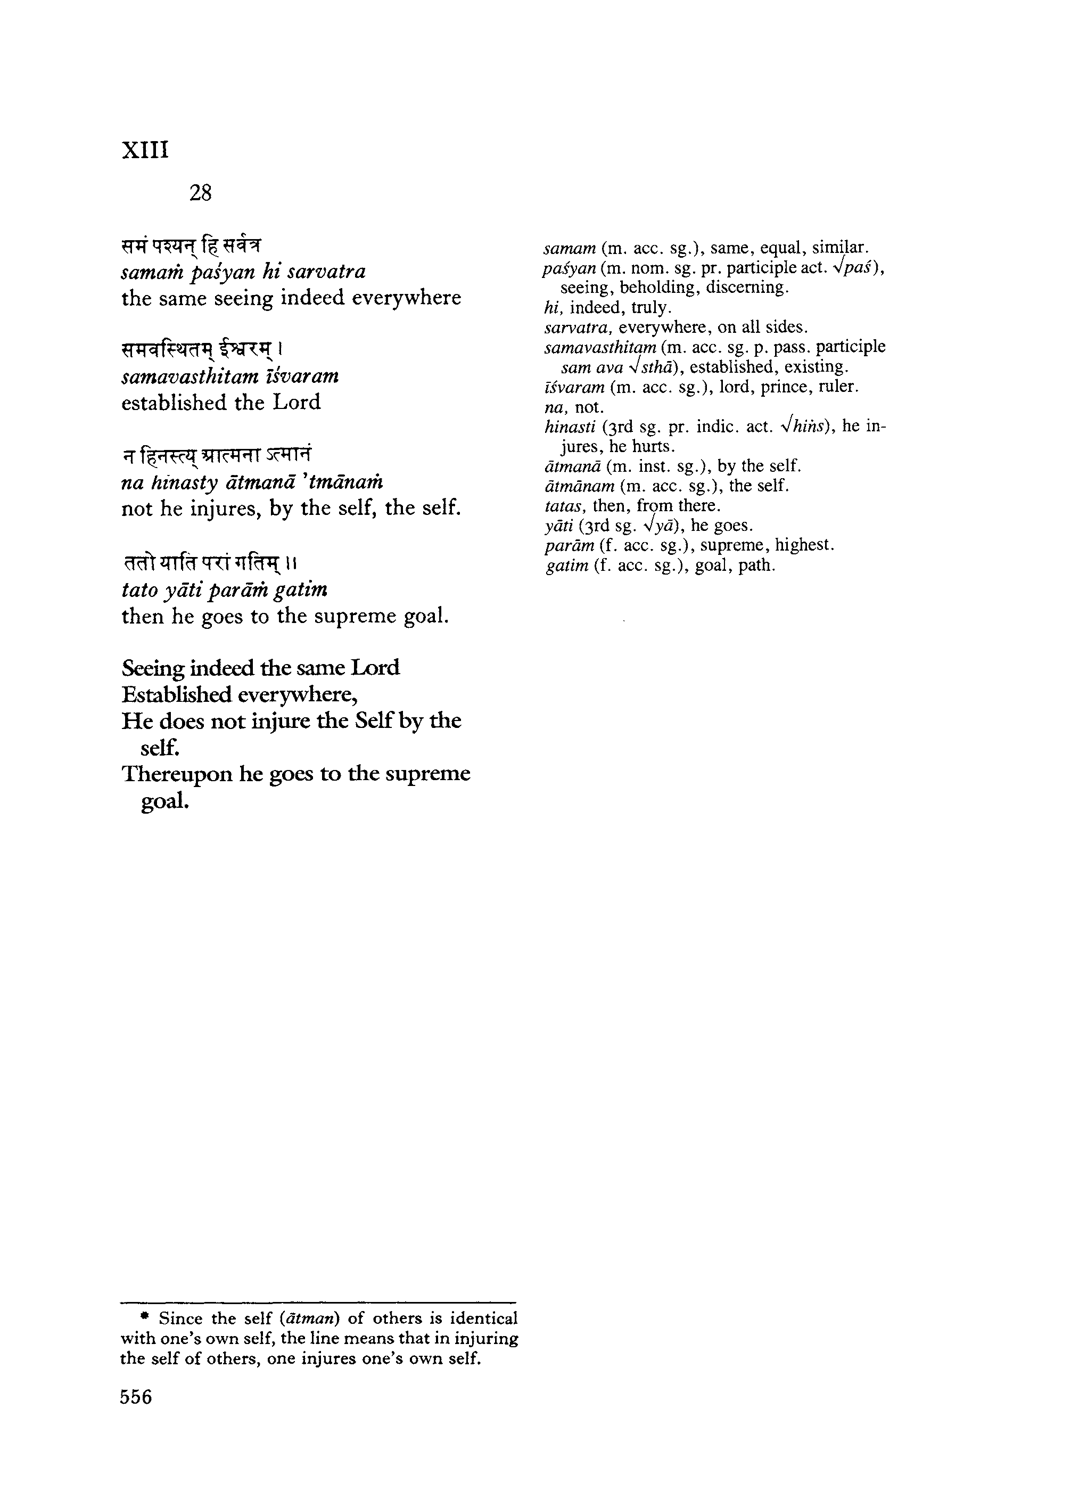 XIII
28
समं पश्यन् हि सर्वत्र
samaṁ paśyan hi sarvatra
the same seeing indeed everywhere
समवस्थितम् ईश्वरम् ।
samavasthitam īśvaram
established the Lord
न हिनस्त्य् आत्मना ऽत्मानं
na hinasty ātmanā 'tmānaṁ
not he injures, by the self, the self.
ततो याति परां गतिम् ॥
tato yāti parāṁ gatim
then he goes to the supreme goal.
Seeing indeed the same Lord
Established everywhere,
He does not injure the Self by the
self.
Thereupon he goes to the supreme
goal.
samam (m. acc. sg.), same, equal, similar.
paśyan (m. nom. sg. pr. participle act. √paś),
seeing, beholding, discerning.
hi, indeed, truly.
sarvatra, everywhere, on all sides.
samavasthitam (m. acc. sg. p. pass. participle
sam ava √sthā), established, existing.
īśvaram (m. acc. sg.), lord, prince, ruler.
na, not.
hinasti (3rd sg. pr. indic. act. √hiṅs), he in-
jures, he hurts.
ātmanā (m. inst. sg.), by the self.
ātmānam (m. acc. sg.), the self.
tatas, then, from there.
yāti (3rd sg. √yā), he goes.
parām (f. acc. sg.), supreme, highest.
gatim (f. acc. sg.), goal, path.
* Since the self (ātman) of others is identical
with one's own self, the line means that in injuring
the self of others, one injures one's own self.
556